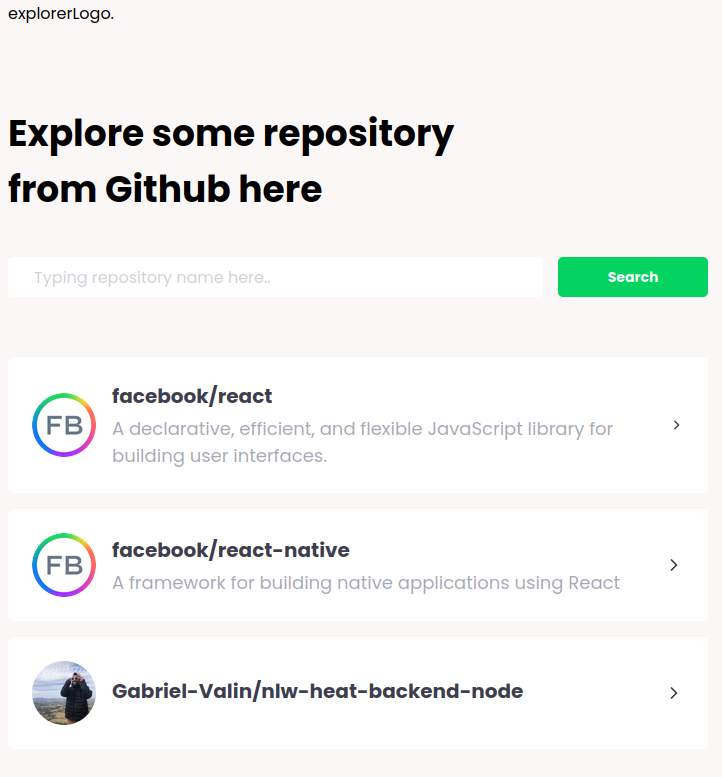 explorerLogo.
Explore some repository
from Github here
Typing repository name here..
Search
FB
facebook/react
A declarative, efficient, and flexible JavaScript library for
building user interfaces.
FB
facebook/react-native
A framework for building native applications using React
Gabriel-Valin/nlw-heat-backend-node